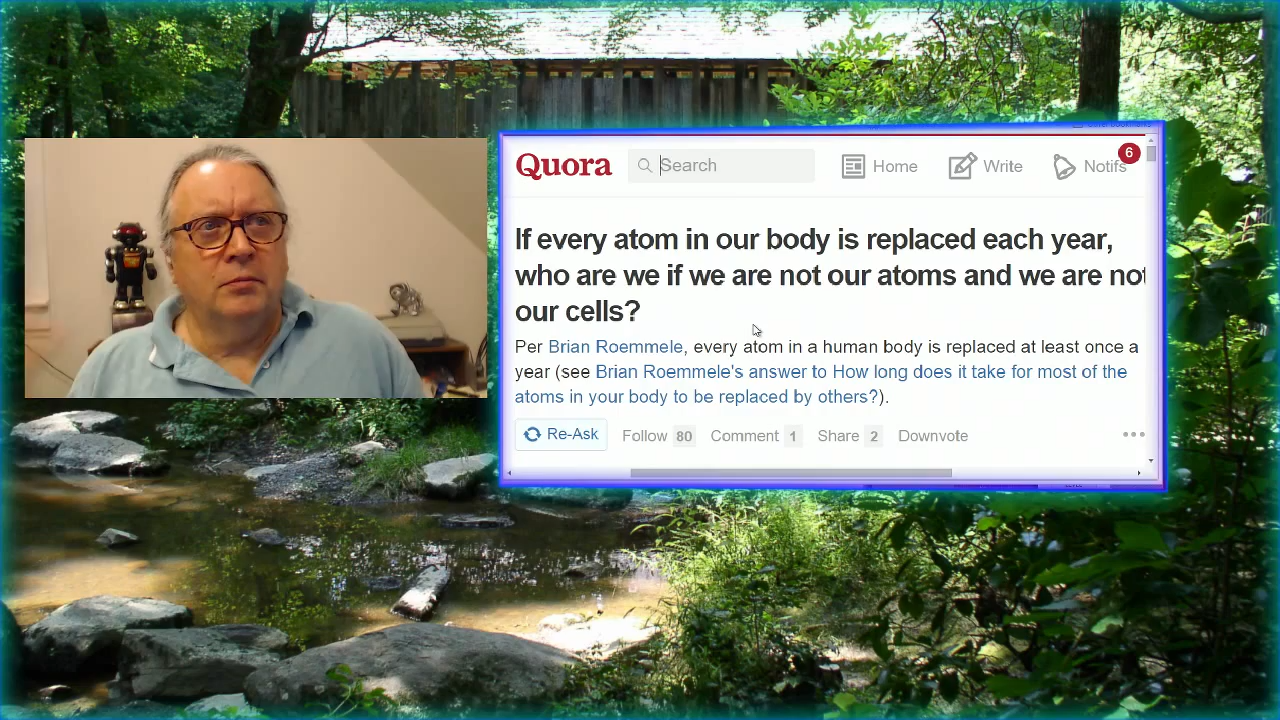 Quora
Search
Home
Write
Notifs
6
If every atom in our body is replaced each year,
who are we if we are not our atoms and we are not
our cells?
Per Brian Roemmele, every atom in a human body is replaced at least once a
year (see Brian Roemmele's answer to How long does it take for most of the
atoms in your body to be replaced by others?).
Re-Ask Follow 80 Comment 1 Share 2 Downvote